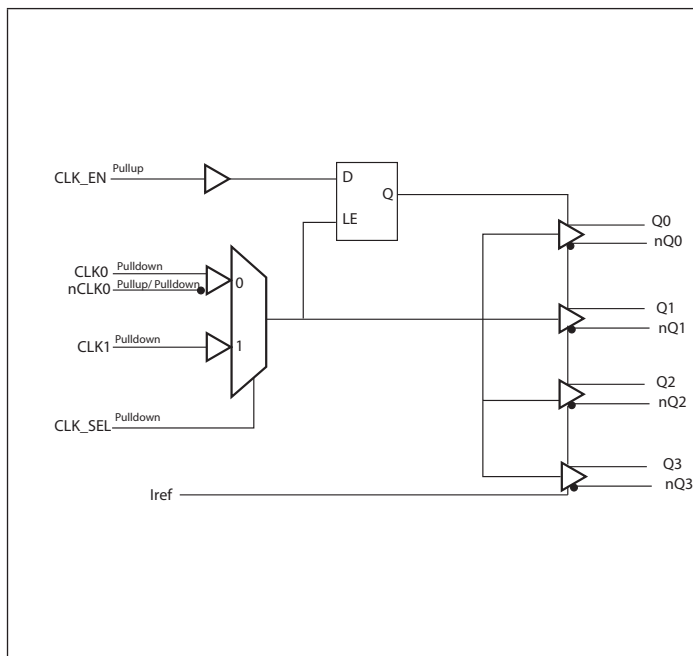 CLK_EN Pullup
D
Q
LE
Q0
nQ0
CLK0 Pulldown
nCLK0 Pullup/ Pulldown
0
Q1
nQ1
CLK1 Pulldown
1
Q2
nQ2
CLK_SEL Pulldown
Q3
nQ3
Iref